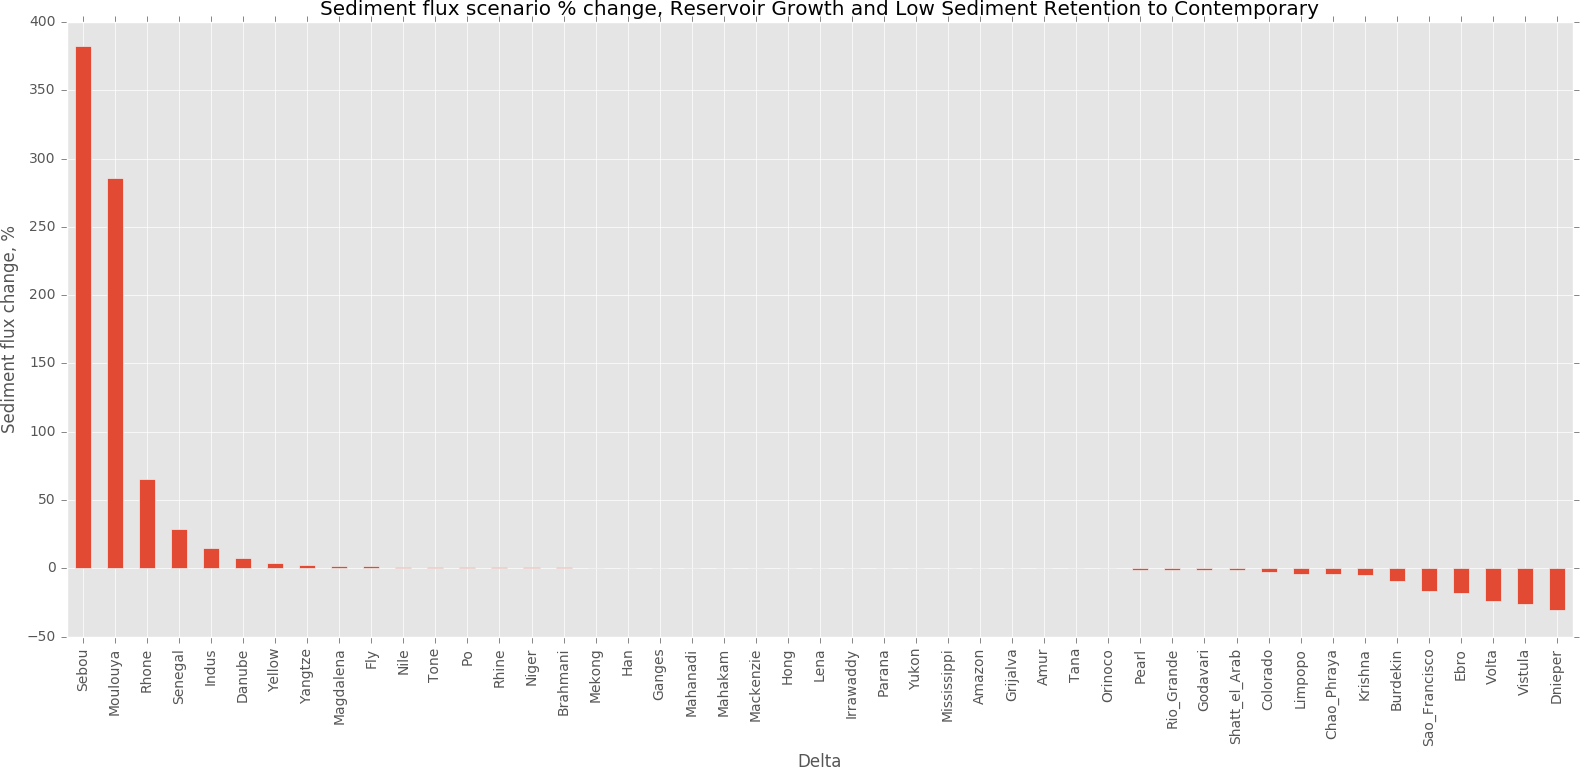 Sediment flux scenario % change, Reservoir Growth and Low Sediment Retention to Contemporary
Sediment flux change, %
400
350
300
250
200
150
100
50
0
−50
Sebou
Moulouya
Rhone
Senegal
Indus
Danube
Yellow
Yangtze
Magdalena
Fly
Nile
Tone
Po
Rhine
Niger
Brahmani
Mekong
Han
Ganges
Mahanadi
Mahakam
Mackenzie
Hong
Lena
Irrawaddy
Parana
Yukon
Mississippi
Amazon
Grijalva
Amur
Tana
Orinoco
Pearl
Rio_Grande
Godavari
Shatt_el_Arab
Colorado
Limpopo
Chao_Phraya
Krishna
Burdekin
Sao_Francisco
Ebro
Volta
Vistula
Dnieper
Delta